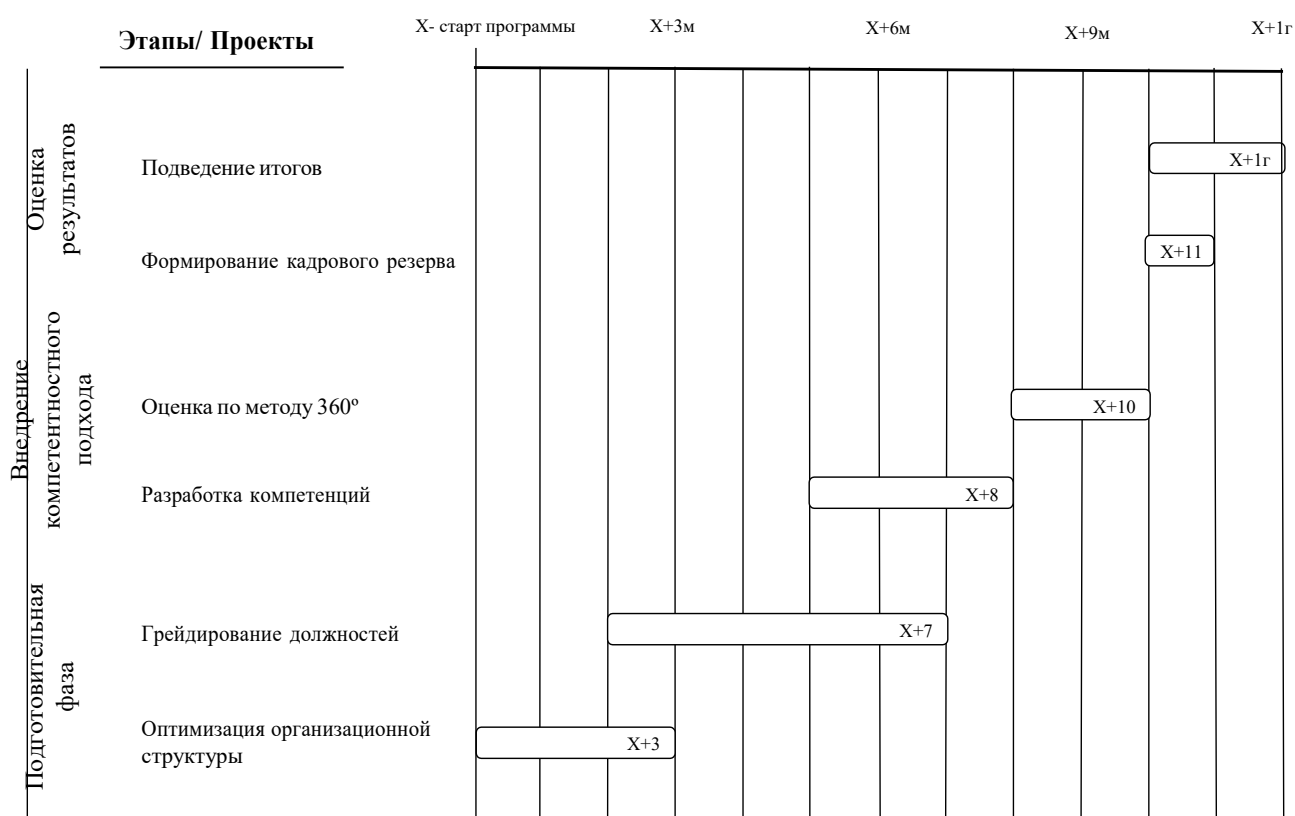 Этапы/ Проекты
X- старт программы
X+3м
X+6м
X+9м
X+1г
Оценка
результатов
Подведение итогов
X+1г
Формирование кадрового резерва
X+11
Внедрение
компетентностного
подхода
Оценка по методу 360º
X+10
Разработка компетенций
X+8
Подготовительная
фаза
Грейдирование должностей
X+7
Оптимизация организационной
структуры
X+3